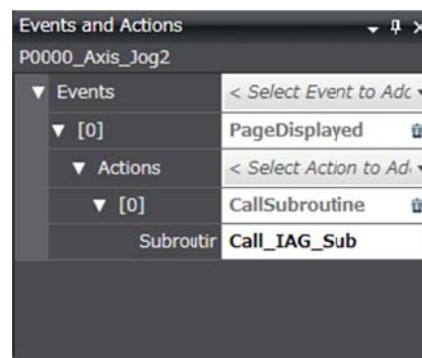 Events and Actions
P0000_Axis_Jog2
Events < Select Event to Adc
[0] PageDisplayed
Actions < Select Action to Ad
[0] CallSubroutine
Subroutir Call_IAG_Sub